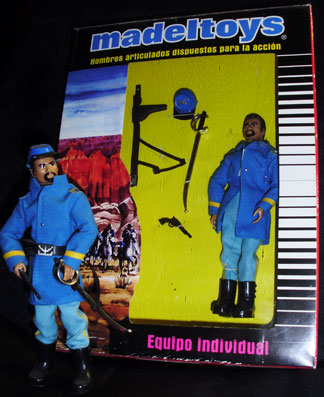 madeltoys®
Hombres articulados dispuestos para la acción
Equipo individual